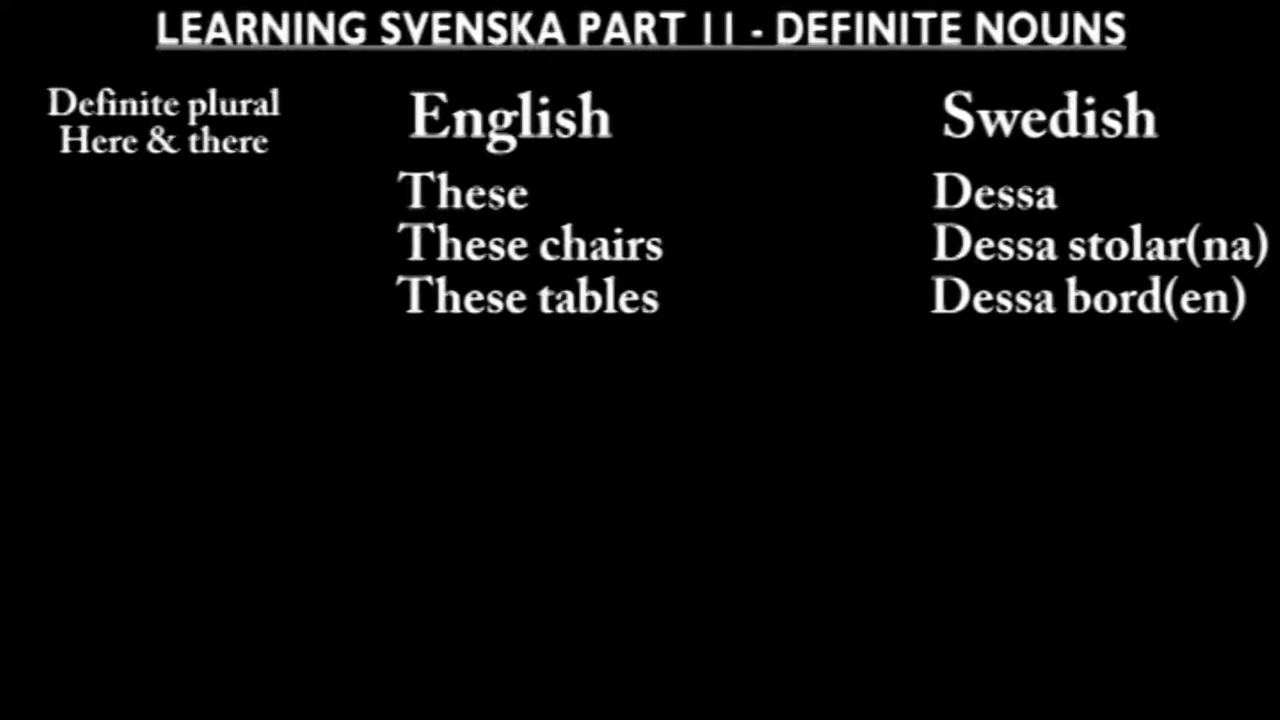 LEARNING SVENSKA PART 11 - DEFINITE NOUNS
Definite plural
Here & there
English
Swedish
These
Dessa
These chairs
Dessa stolar(na)
These tables
Dessa bord(en)